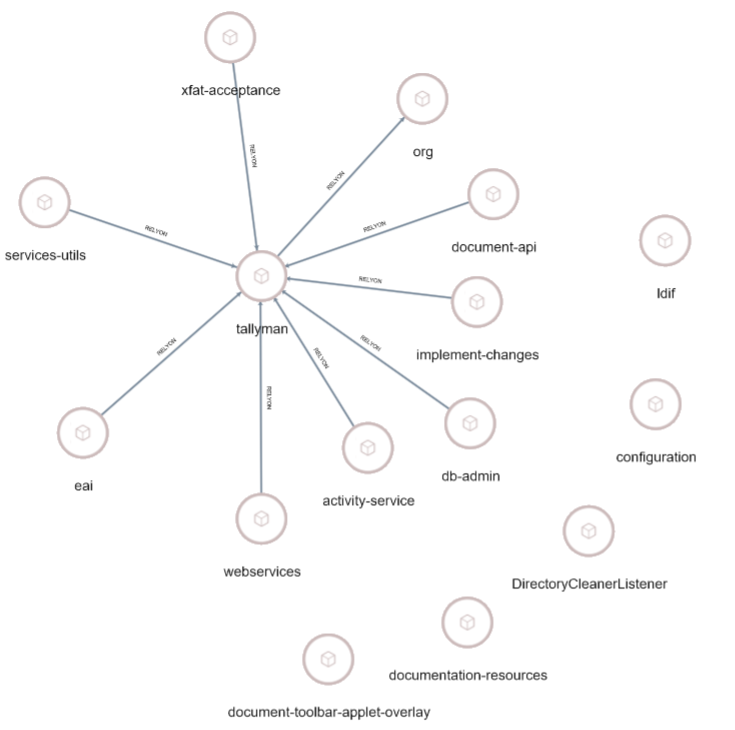 xfat-acceptance
RELYON
org
RELYON
services-utils
RELYON
document-api
RELYON
ldif
tallyman
RELYON
implement-changes
RELYON
RELYON
RELYON
RELYON
eai
webservices
activity-service
db-admin
configuration
DirectoryCleanerListener
documentation-resources
document-toolbar-applet-overlay